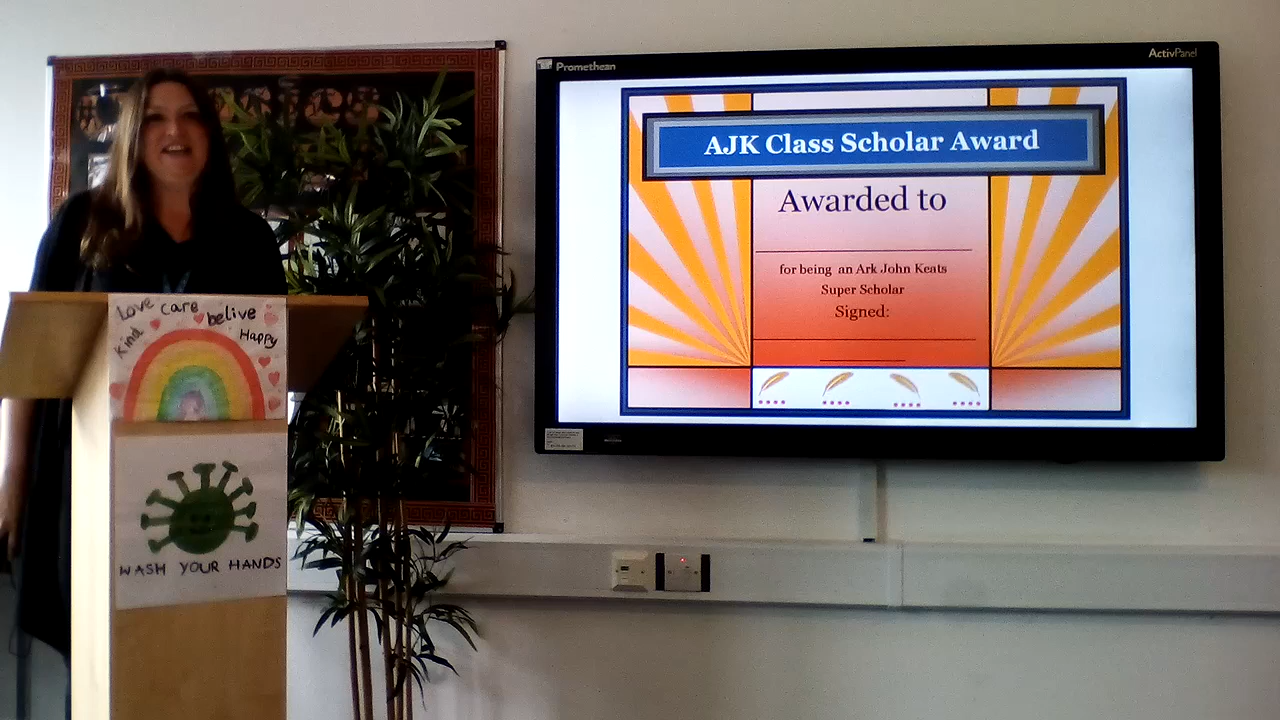 Promethean
ActivPanel
AJK Class Scholar Award
Awarded to
for being an Ark John Keats
Super Scholar
Signed:
Love care belive
Kind Happy
WASH YOUR HANDS